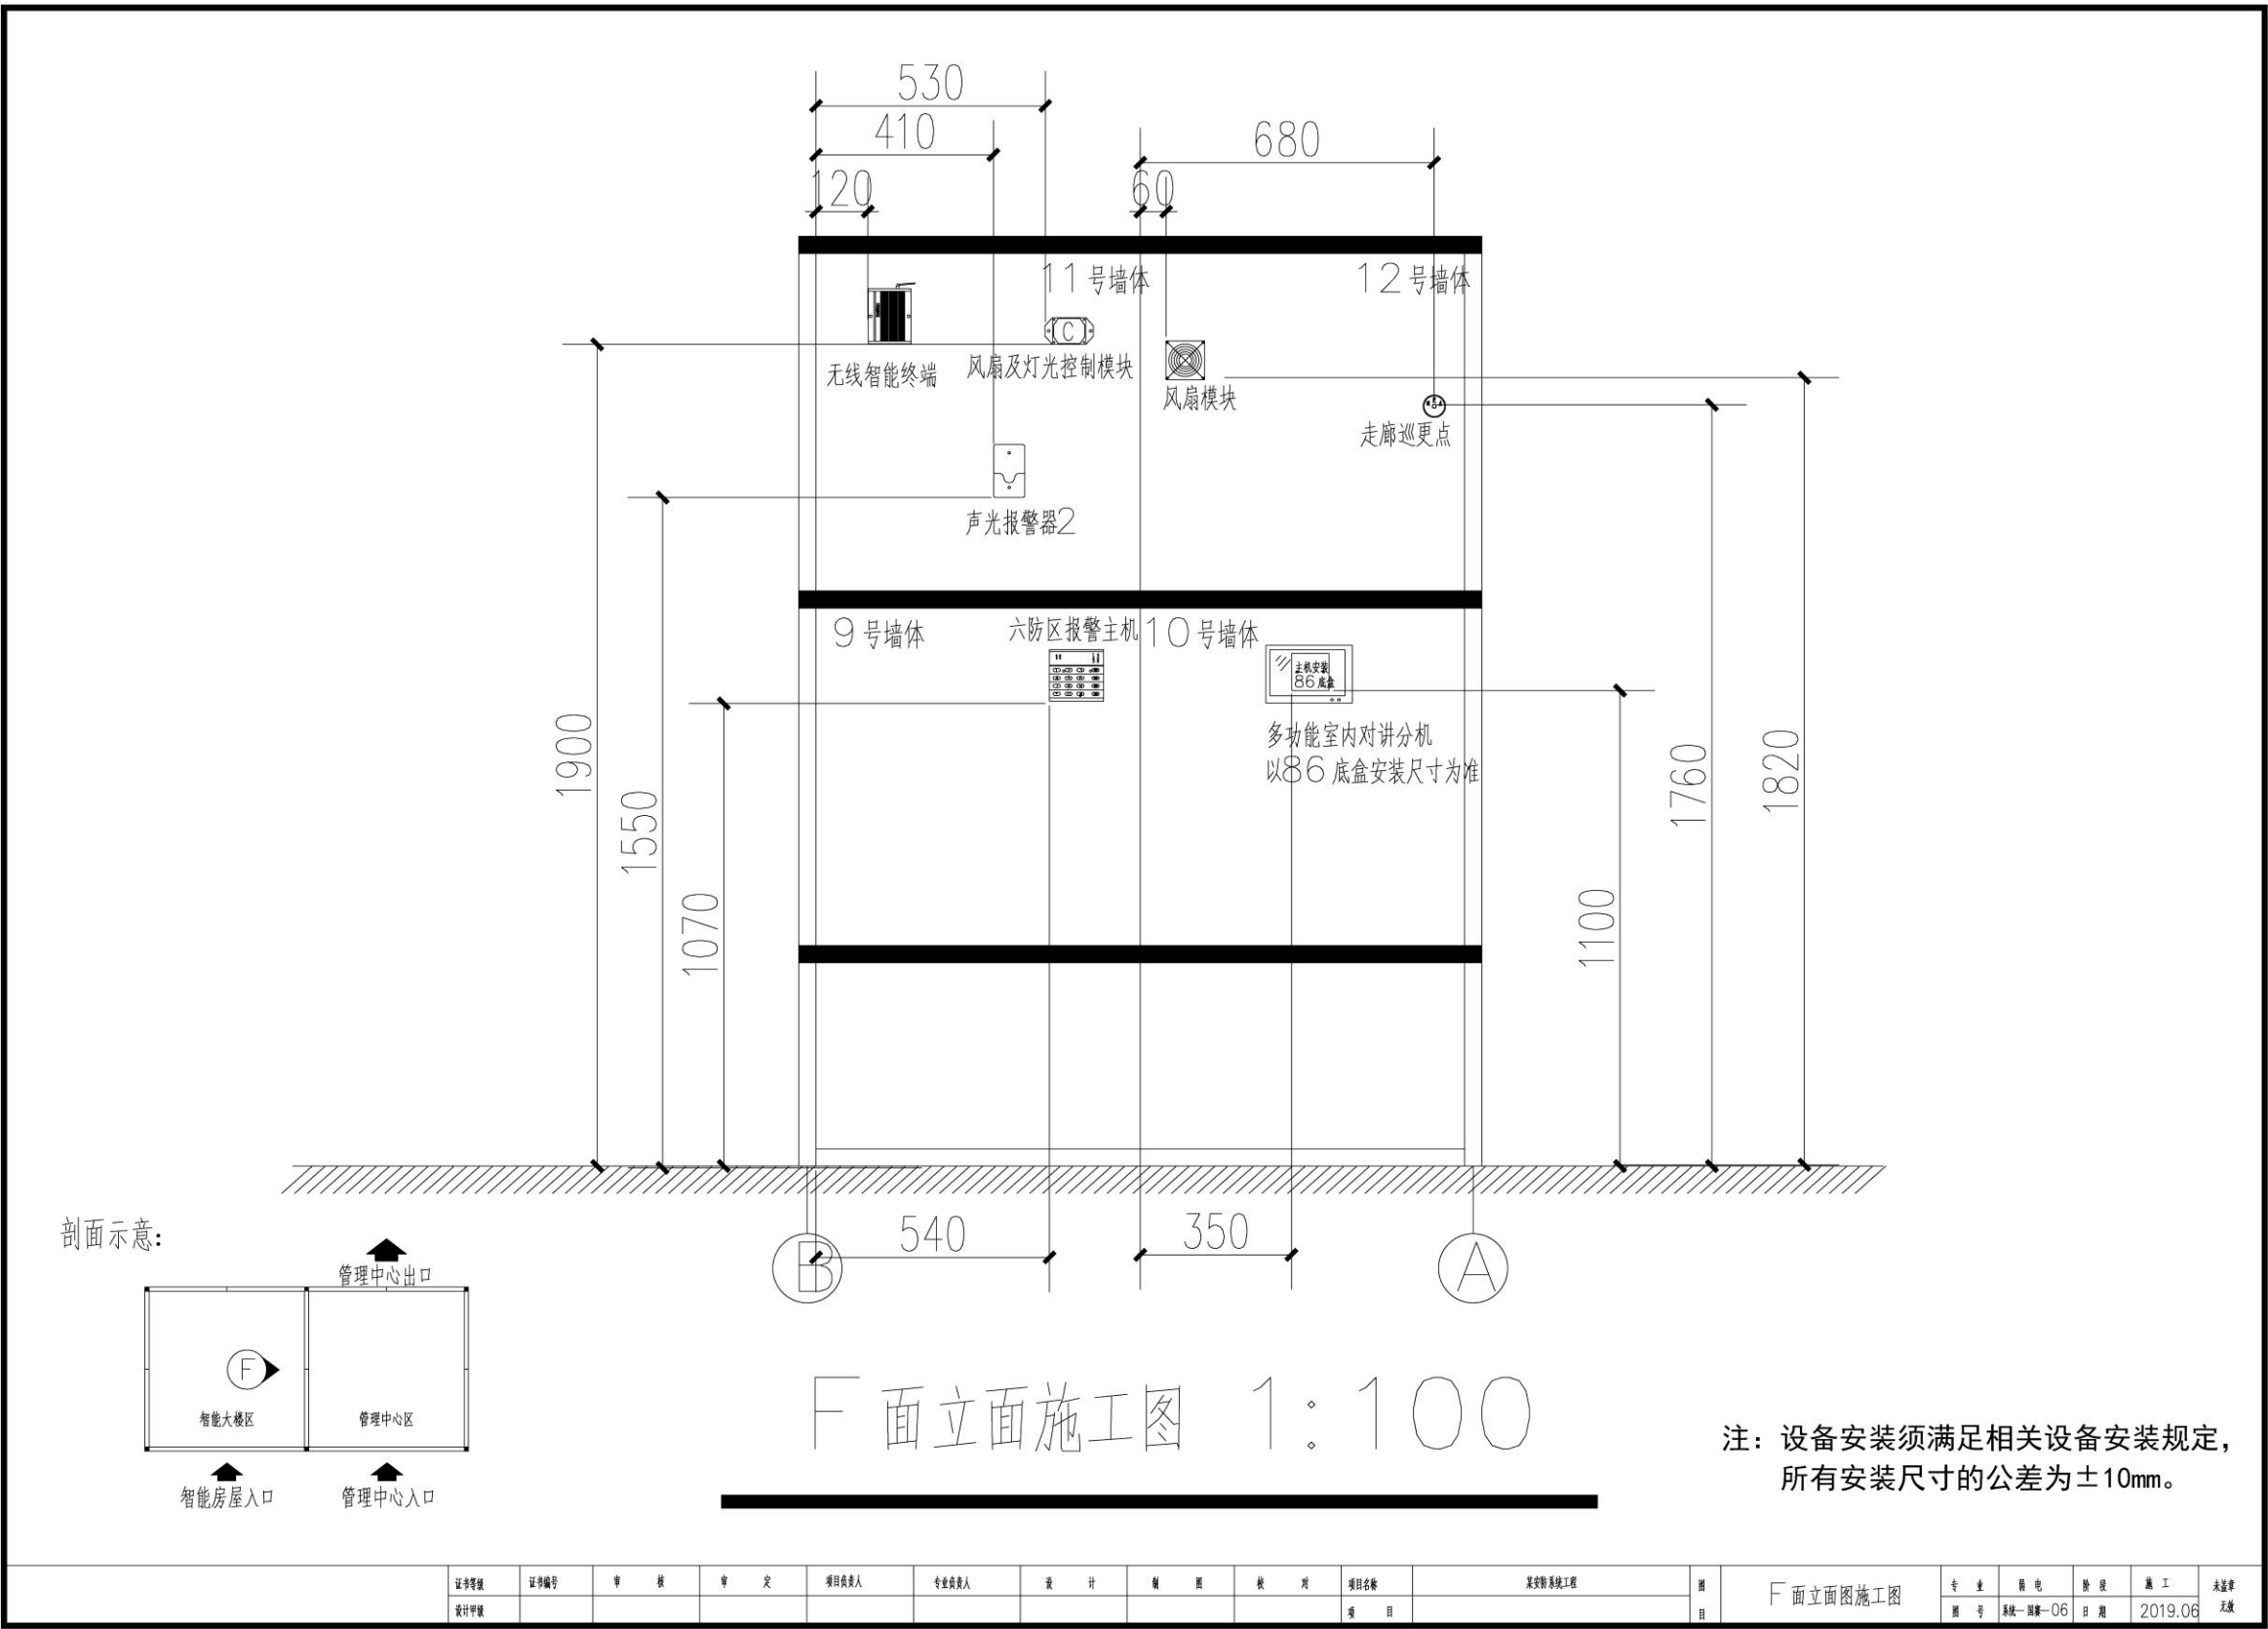 530
410
680
120
60
11号墙体
12号墙体
C
无线智能终端
风扇及灯光控制模块
风扇模块
走廊巡更点
声光报警器2
9号墙体
六防区报警主机
10号墙体
主机安装
86底盒
多功能室内对讲分机
以86底盒安装尺寸为准
1900
1550
1070
1100
1760
1820
540
350
B
A
剖面示意:
管理中心出口
F
智能大楼区
管理中心区
智能房屋入口
管理中心入口
F面立面施工图 1:100
注：设备安装须满足相关设备安装规定，
所有安装尺寸的公差为±10mm。
证书等级 证书编号 审 核 审 定 项目负责人 专业负责人 设 计 制 图 校 对 项目名称 某安防系统工程 图 F面立面图施工图 专 业 弱 电 阶 段 施 工 未盖章
设计甲级 项 目 目 图 号 系统-国赛-06 日 期 2019.06 无效